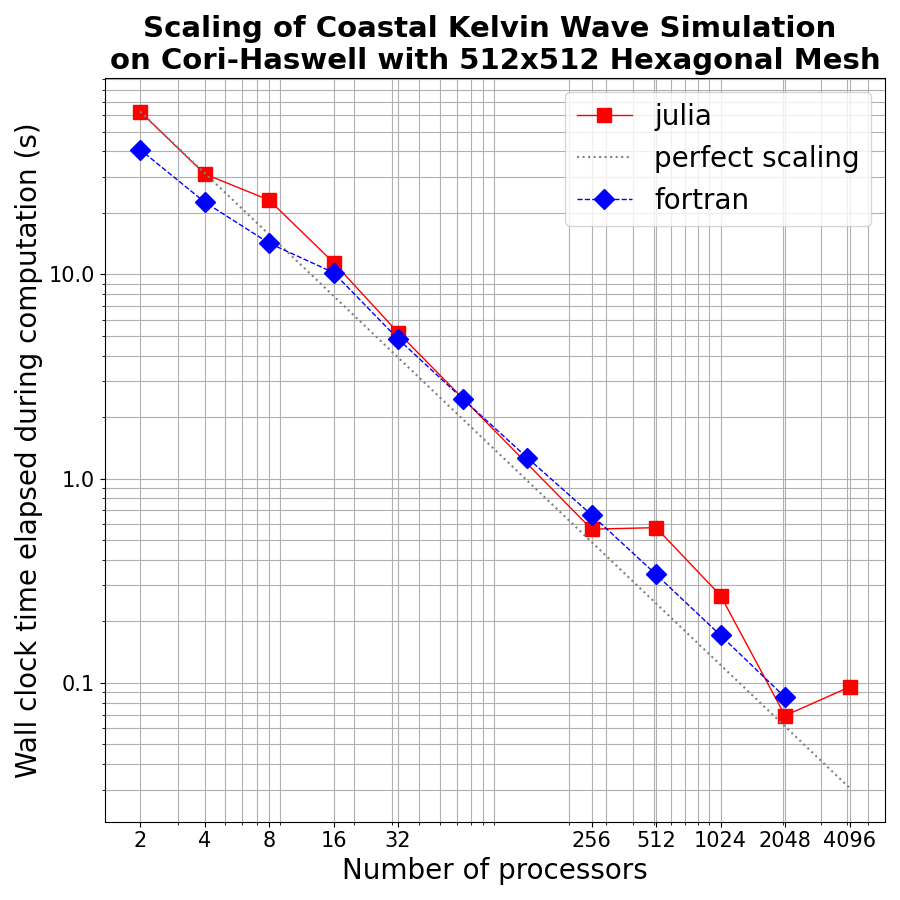 Scaling of Coastal Kelvin Wave Simulation
on Cori-Haswell with 512x512 Hexagonal Mesh
julia
perfect scaling
fortran
Wall clock time elapsed during computation (s)
10.0
1.0
0.1
2 4 8 16 32 256 512 1024 2048 4096
Number of processors